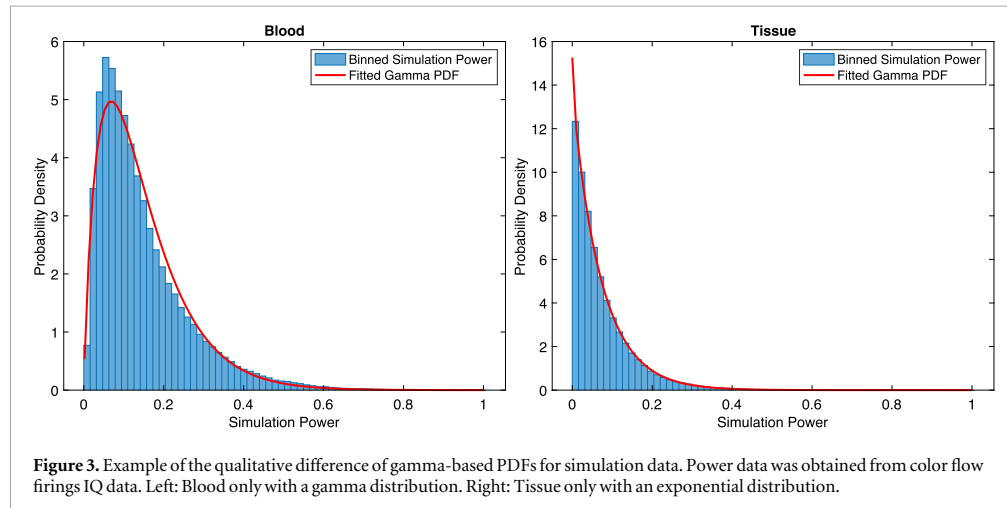 Blood
6
5
4
3
2
1
0
Probability Density
0
0.2
0.4
0.6
0.8
1
Simulation Power
Binned Simulation Power
Fitted Gamma PDF
Tissue
16
14
12
10
8
6
4
2
0
Probability Density
0
0.2
0.4
0.6
0.8
1
Simulation Power
Binned Simulation Power
Fitted Gamma PDF
Figure 3. Example of the qualitative difference of gamma-based PDFs for simulation data. Power data was obtained from color flow
firings IQ data. Left: Blood only with a gamma distribution. Right: Tissue only with an exponential distribution.